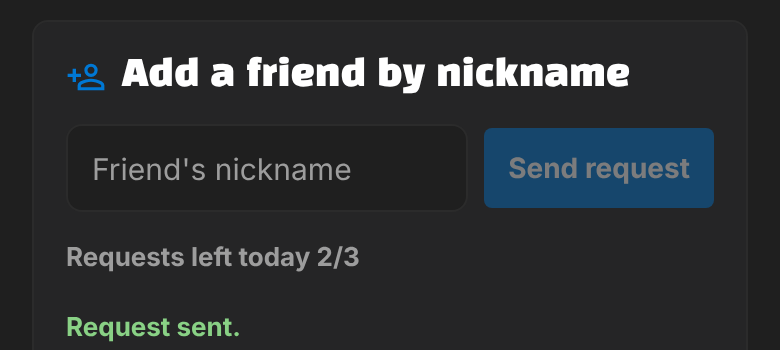 Add a friend by nickname
Friend's nickname
Send request
Requests left today 2/3
Request sent.